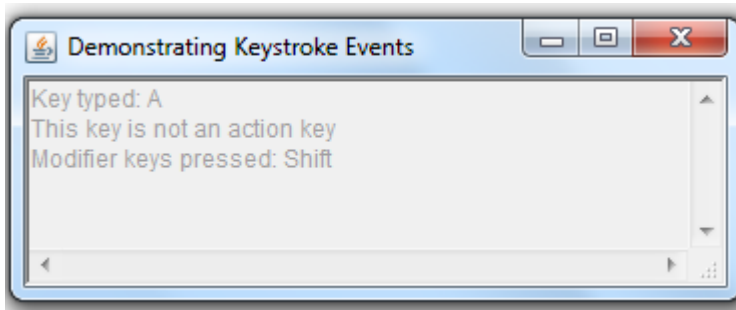 Demonstrating Keystroke Events
Key typed: A
This key is not an action key
Modifier keys pressed: Shift